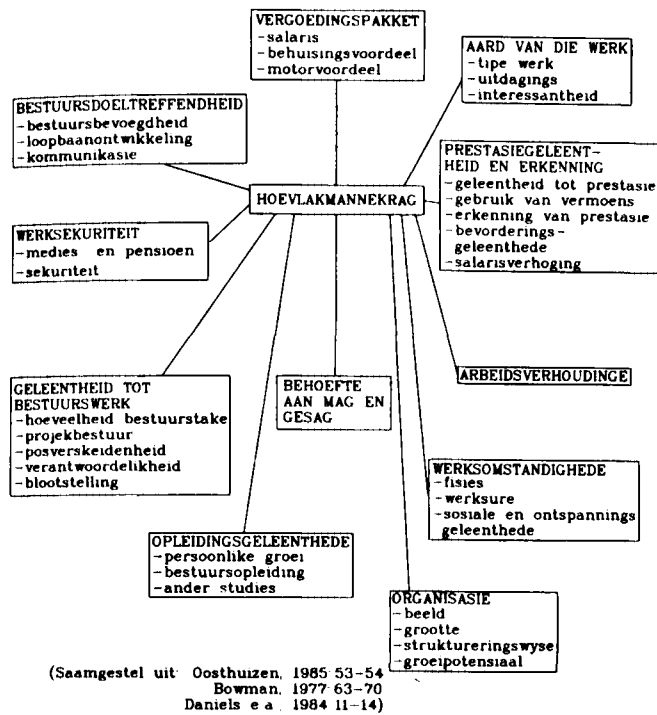 VERGOEDINGSPAKKET
-salaris
-behuisingsvoordeel
-motorvoordeel
AARD VAN DIE WERK
-tipe werk
-uitdagings
-interessantheid
BESTUURSDOELTREFFENDHEID
-bestuursbevoegdheid
-loopbaanontwikkeling
-kommunikasie
PRESTASIEGELEENT-
HEID EN ERKENNING
-geleentheid tot prestasie
-gebruik van vermoens
-erkenning van prestasie
-bevorderings-
geleenthede
-salarisverhoging
HOEVLAKMANNEKRAG
WERKSEKURITEIT
-medies en pensioen
-sekuriteit
GELEENTHEID TOT
BESTUURSWERK
-hoeveelheid bestuurstake
-projekbestuur
-posverskeidenheid
-verantwoordelikheid
-blootstelling
BEHOEFTE
AAN MAG EN
GESAG
ARBEIDSVERHOUDINGE
WERKSOMSTANDIGHEDE
-fisies
-werksure
-sosiale en ontspannings
geleenthede
OPLEIDINGSGELEENTHEDE
-persoonlike groei
-bestuursopleiding
-ander studies
ORGANISASIE
-beeld
-grootte
-struktureringswyse
-groeipotensiaal
(Saamgestel uit Oosthuizen, 1985 53-54
Bowman, 1977 63-70
Daniels e a 1984 11-14)